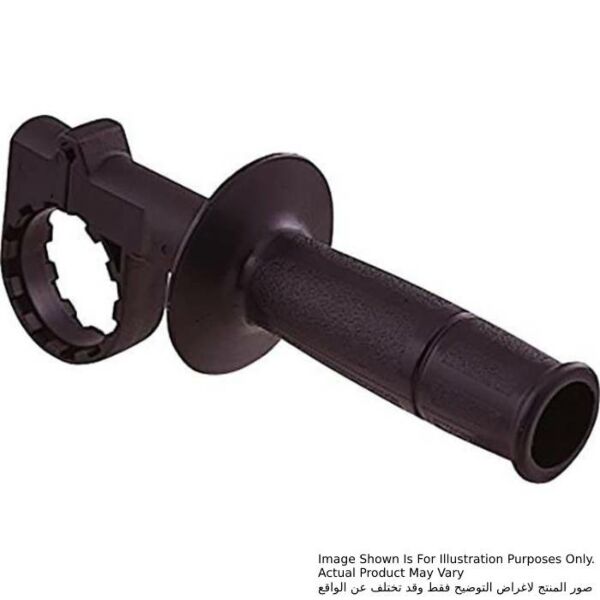 Image Shown Is For Illustration Purposes Only.
Actual Product May Vary
صور المنتج لاغراض التوضيح فقط وقد تختلف عن الواقع